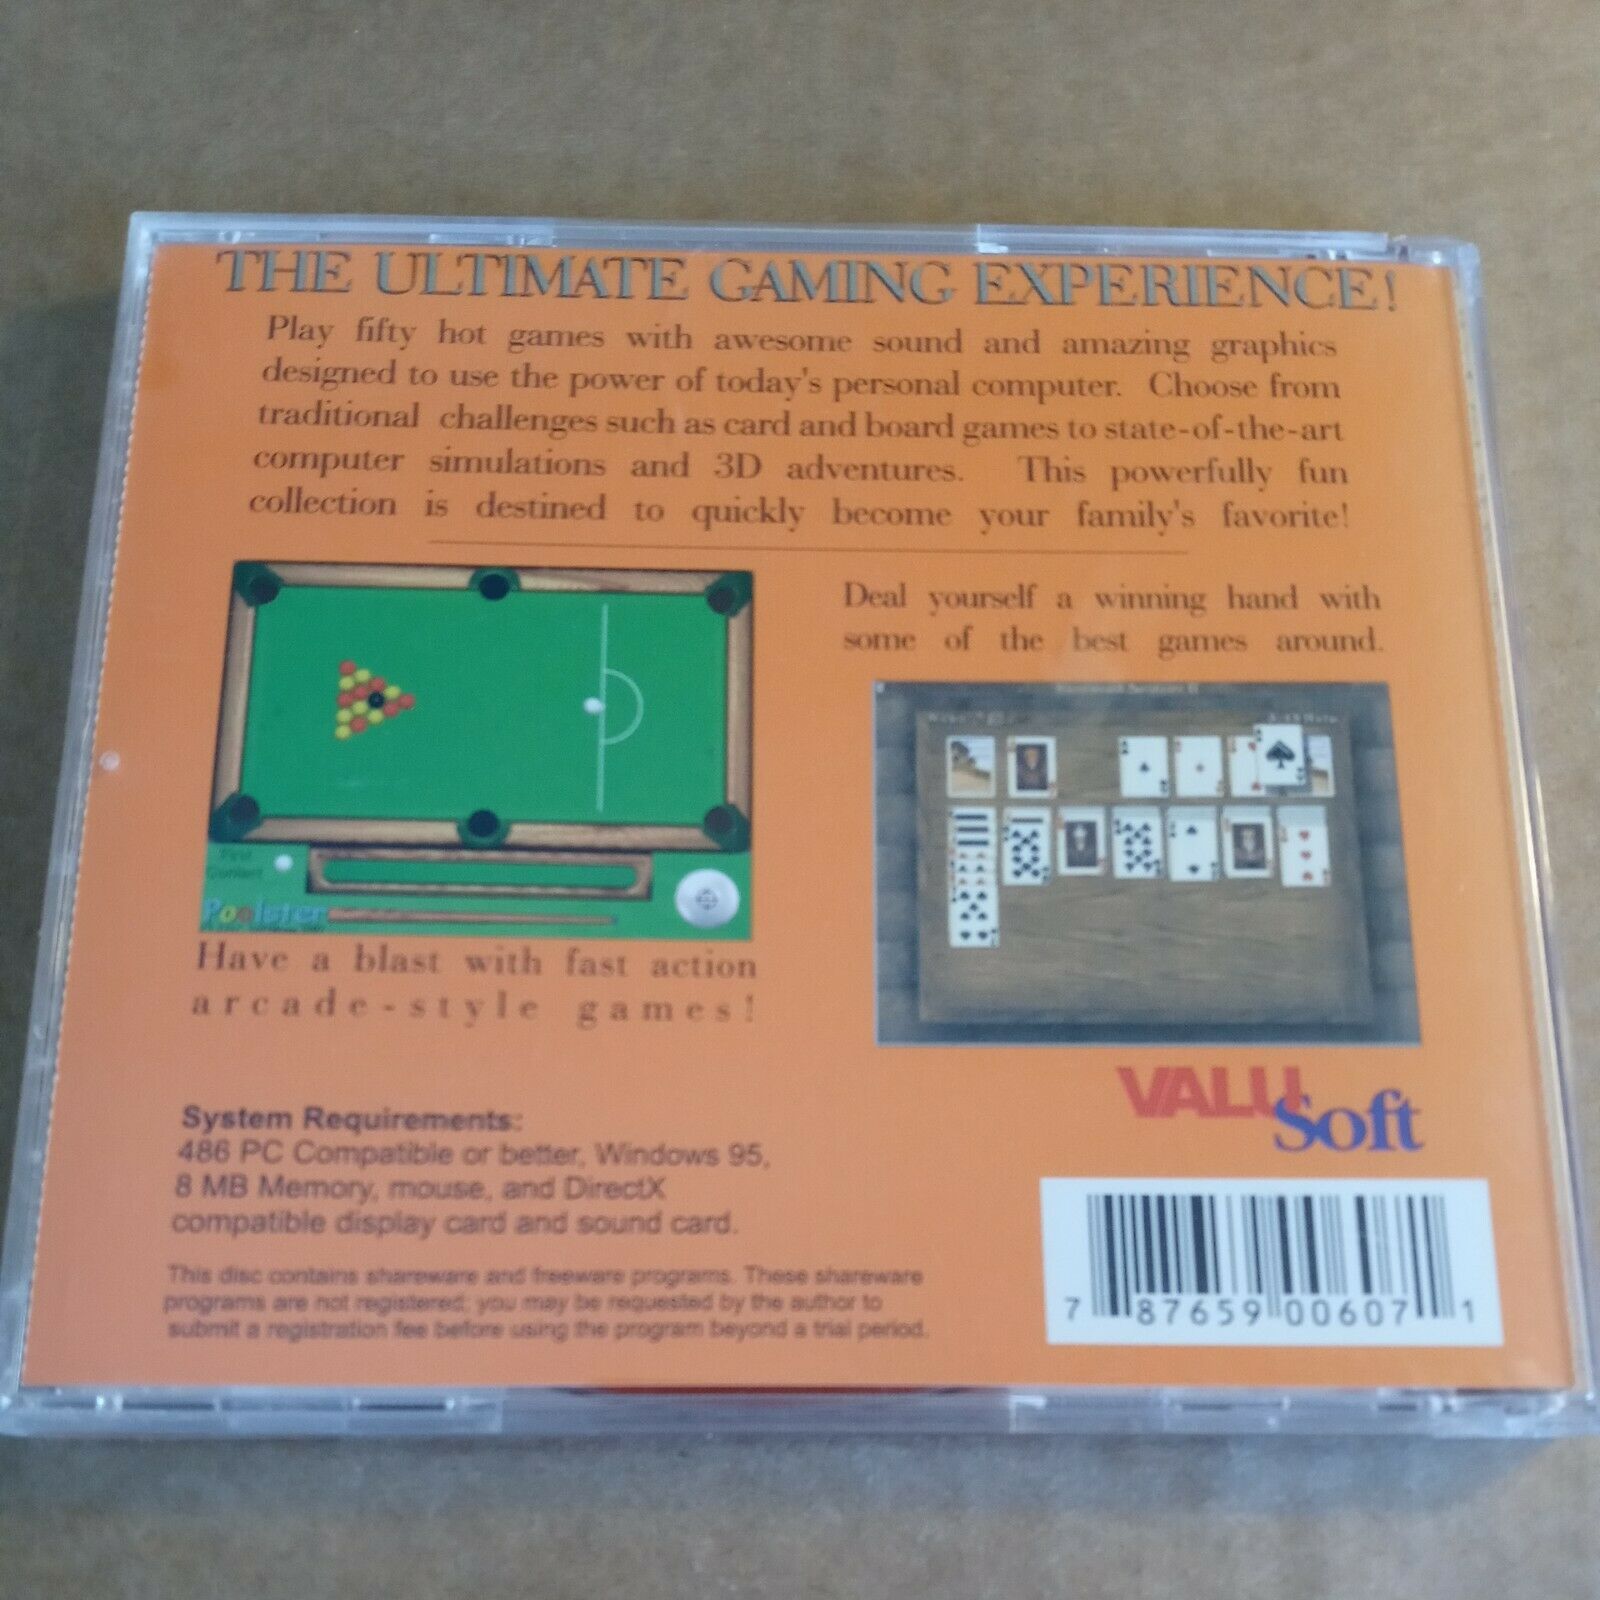 THE ULTIMATE GAMING EXPERIENCE!
Play fifty hot games with awesome sound and amazing graphics
designed to use the power of today's personal computer. Choose from
traditional challenges such as card and board games to state-of-the-art
computer simulations and 3D adventures. This powerfully fun
collection is destined to quickly become your family's favorite!
Deal yourself a winning hand with
some of the best games around.
First
Contact
Poolster
Have a blast with fast action
arcade-style games!
VALU
Soft
System Requirements:
486 PC Compatible or better, Windows 95,
8 MB Memory, mouse, and DirectX
compatible display card and sound card.
This disc contains shareware and freeware programs. These shareware
programs are not registered; you may be requested by the author to
submit a registration fee before using the program beyond a trial period.
7 87659 00607 1